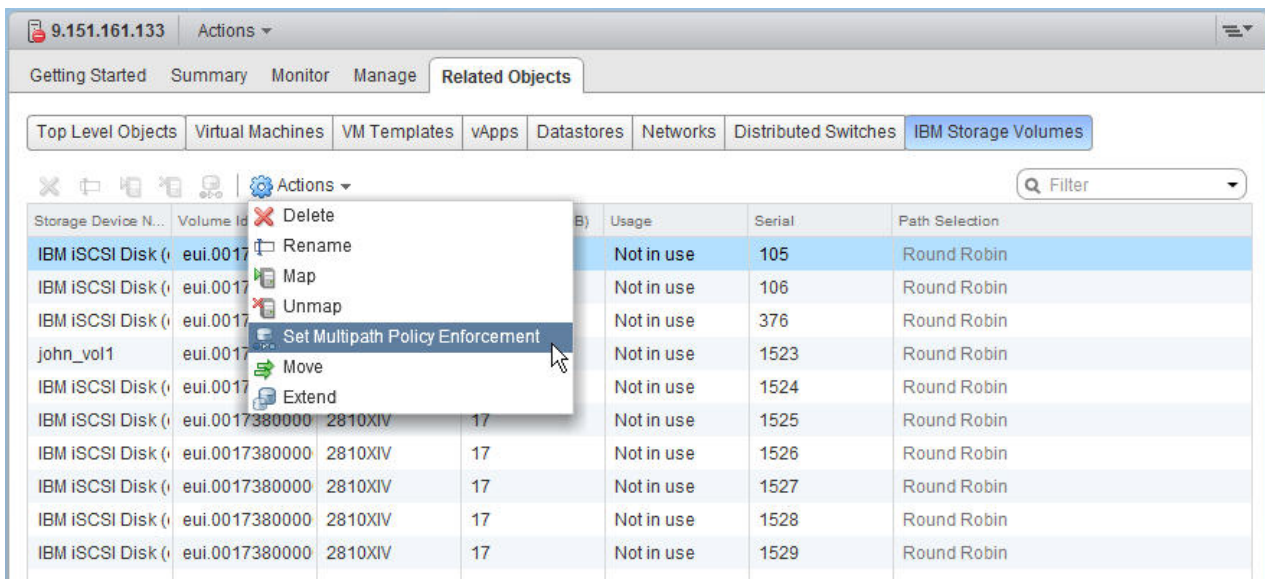 9.151.161.133 Actions
Getting Started Summary Monitor Manage Related Objects
Top Level Objects Virtual Machines VM Templates vApps Datastores Networks Distributed Switches IBM Storage Volumes
Actions Filter
Storage Device N... Volume Id B) Usage Serial Path Selection
Delete
Rename
Map
Unmap
Set Multipath Policy Enforcement
Move
Extend
IBM iSCSI Disk ( eui.0017 Not in use 105 Round Robin
IBM iSCSI Disk ( eui.0017 Not in use 106 Round Robin
IBM iSCSI Disk ( eui.0017 Not in use 376 Round Robin
john_vol1 eui.0017 Not in use 1523 Round Robin
IBM iSCSI Disk ( eui.0017 Not in use 1524 Round Robin
IBM iSCSI Disk ( eui.0017380000 2810XIV 17 Not in use 1525 Round Robin
IBM iSCSI Disk ( eui.0017380000 2810XIV 17 Not in use 1526 Round Robin
IBM iSCSI Disk ( eui.0017380000 2810XIV 17 Not in use 1527 Round Robin
IBM iSCSI Disk ( eui.0017380000 2810XIV 17 Not in use 1528 Round Robin
IBM iSCSI Disk ( eui.0017380000 2810XIV 17 Not in use 1529 Round Robin